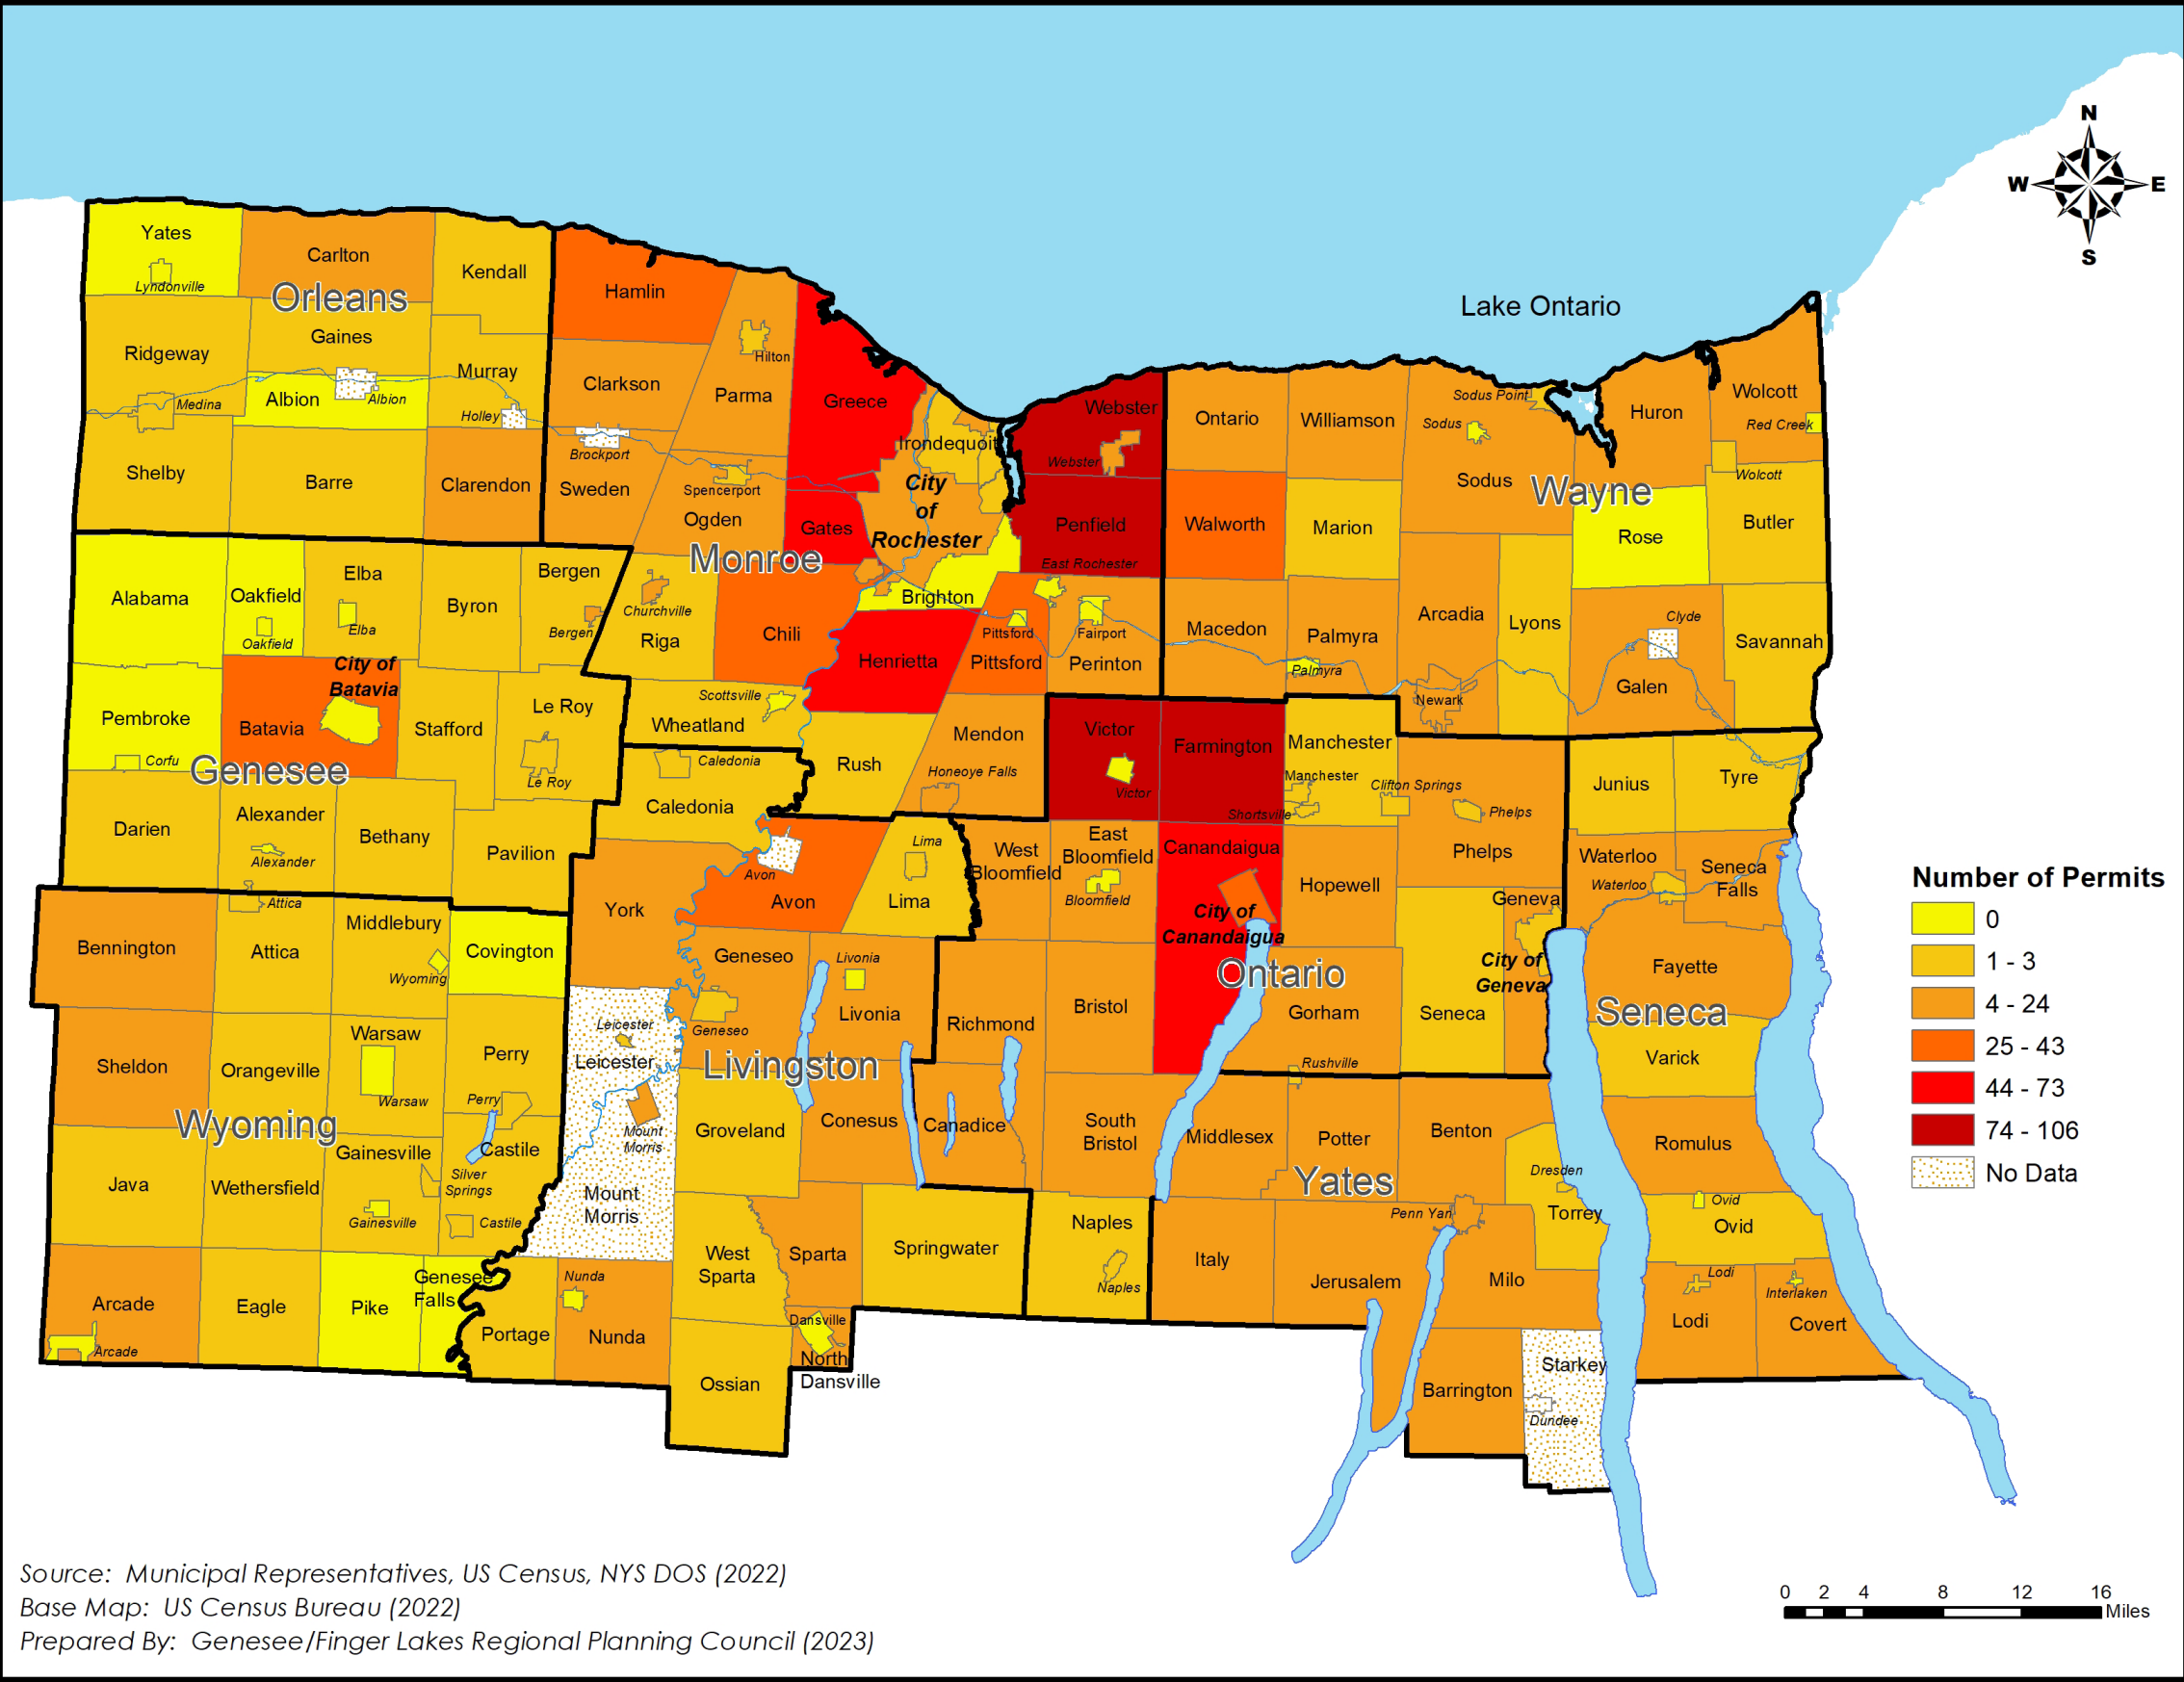 N
W
E
S
Lake Ontario
Yates
Lyndonville
Carlton
Kendall
Orleans
Gaines
Ridgeway
Murray
Albion
Albion
Medina
Holley
Shelby
Barre
Clarendon
Hamlin
Hilton
Clarkson
Parma
Greece
Brockport
Sweden
Spencerport
Ogden
Gates
Irondequoit
City
of
Rochester
Monroe
Webster
Webster
Penfield
East Rochester
Churchville
Riga
Chili
Brighton
Henrietta
Pittsford
Pittsford
Fairport
Perinton
Scottsville
Wheatland
Rush
Mendon
Honeoye Falls
Ontario
Williamson
Sodus Point
Sodus
Sodus
Wayne
Huron
Wolcott
Red Creek
Wolcott
Walworth
Marion
Rose
Butler
Macedon
Palmyra
Palmyra
Arcadia
Newark
Lyons
Clyde
Galen
Savannah
Alabama
Oakfield
Oakfield
Elba
Elba
Byron
Bergen
Bergen
Pembroke
Corfu
City of
Batavia
Batavia
Stafford
Le Roy
Le Roy
Genesee
Darien
Alexander
Alexander
Bethany
Pavilion
Caledonia
Caledonia
Avon
Avon
Lima
Lima
York
Geneseo
Geneseo
Livonia
Livonia
Leicester
Leicester
Livingston
Mount
Morris
Mount
Morris
Groveland
Conesus
West
Sparta
Sparta
Springwater
Nunda
Nunda
Portage
Dansville
North
Dansville
Ossian
Victor
Victor
Farmington
Shortsville
Manchester
Manchester
Clifton Springs
Phelps
Phelps
West
Bloomfield
East
Bloomfield
Bloomfield
Canandaigua
City of
Canandaigua
Hopewell
Geneva
City of
Geneva
Ontario
Bristol
Richmond
Gorham
Seneca
Rushville
Canadice
South
Bristol
Naples
Naples
Junius
Tyre
Waterloo
Waterloo
Seneca
Falls
Fayette
Seneca
Varick
Romulus
Ovid
Ovid
Lodi
Lodi
Interlaken
Covert
Middlesex
Potter
Benton
Dresden
Torrey
Yates
Penn Yan
Italy
Jerusalem
Milo
Barrington
Starkey
Dundee
Attica
Bennington
Attica
Middlebury
Wyoming
Covington
Sheldon
Orangeville
Warsaw
Warsaw
Perry
Perry
Wyoming
Java
Wethersfield
Gainesville
Gainesville
Silver
Springs
Castile
Castile
Arcade
Arcade
Eagle
Pike
Genesee
Falls
Number of Permits
0
1 - 3
4 - 24
25 - 43
44 - 73
74 - 106
No Data
0 2 4 8 12 16
Miles
Source: Municipal Representatives, US Census, NYS DOS (2022)
Base Map: US Census Bureau (2022)
Prepared By: Genesee/Finger Lakes Regional Planning Council (2023)